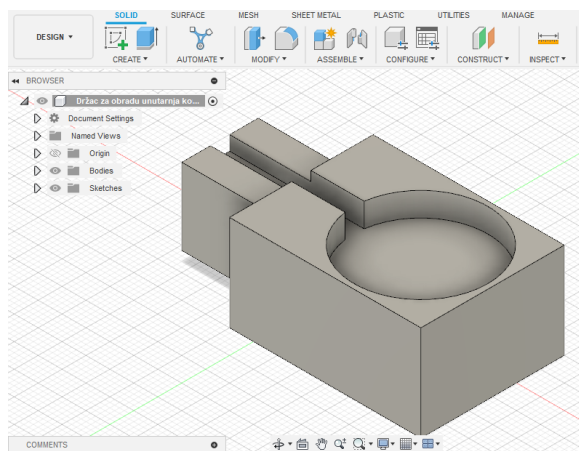 SOLID SURFACE MESH SHEET METAL PLASTIC UTILITIES MANAGE
DESIGN
CREATE AUTOMATE MODIFY ASSEMBLE CONFIGURE CONSTRUCT INSPECT
BROWSER
Držac za obradu unutarnja ko...
Document Settings
Named Views
Origin
Bodies
Sketches
COMMENTS